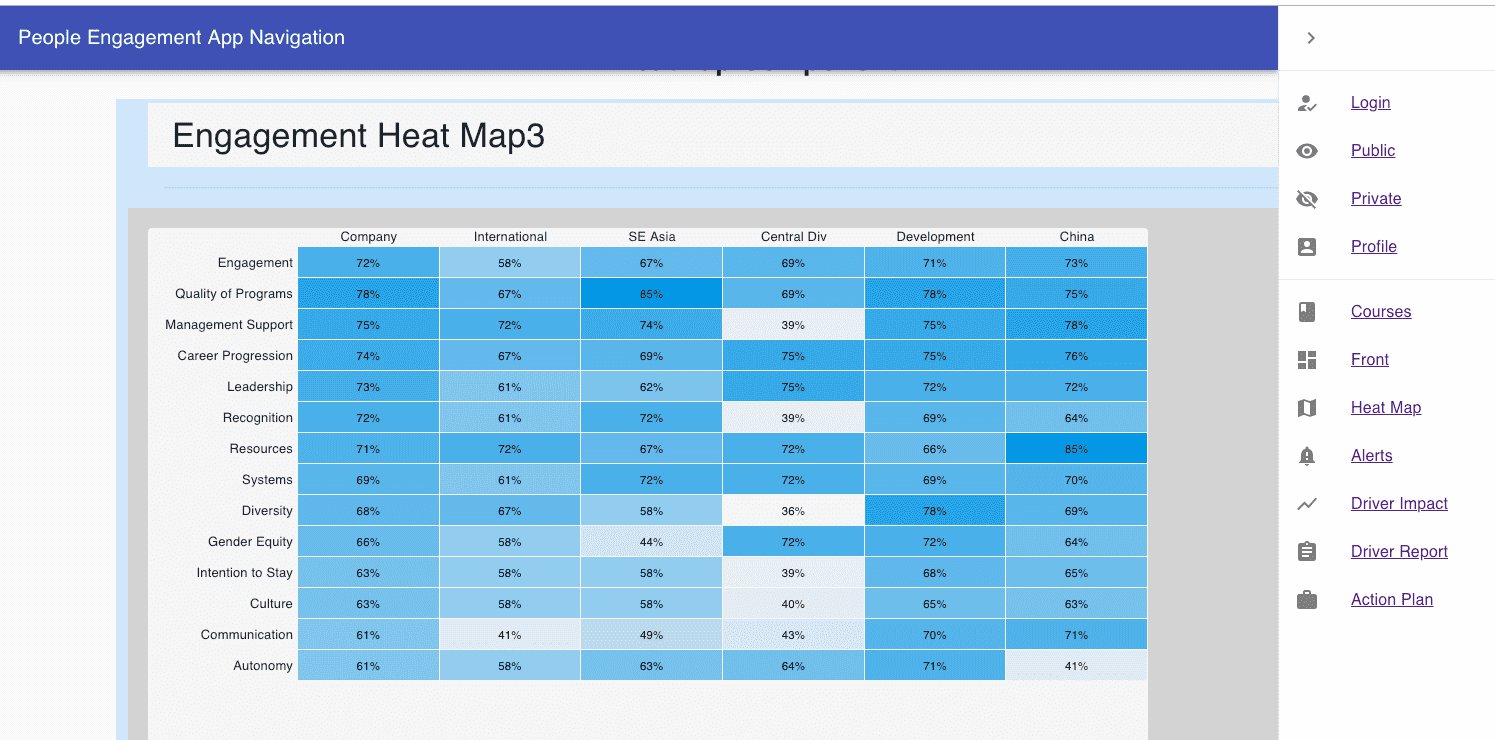 People Engagement App Navigation
Engagement Heat Map3
Company International SE Asia Central Div Development China
Engagement 72% 58% 67% 69% 71% 73%
Quality of Programs 78% 67% 85% 69% 78% 75%
Management Support 75% 72% 74% 39% 75% 78%
Career Progression 74% 67% 69% 75% 75% 76%
Leadership 73% 61% 62% 75% 72% 72%
Recognition 72% 61% 72% 39% 69% 64%
Resources 71% 72% 67% 72% 66% 85%
Systems 69% 61% 72% 72% 69% 70%
Diversity 68% 67% 58% 36% 78% 69%
Gender Equity 66% 58% 44% 72% 72% 64%
Intention to Stay 63% 58% 58% 39% 68% 65%
Culture 63% 58% 58% 40% 65% 63%
Communication 61% 41% 49% 43% 70% 71%
Autonomy 61% 58% 63% 64% 71% 41%
Login
Public
Private
Profile
Courses
Front
Heat Map
Alerts
Driver Impact
Driver Report
Action Plan